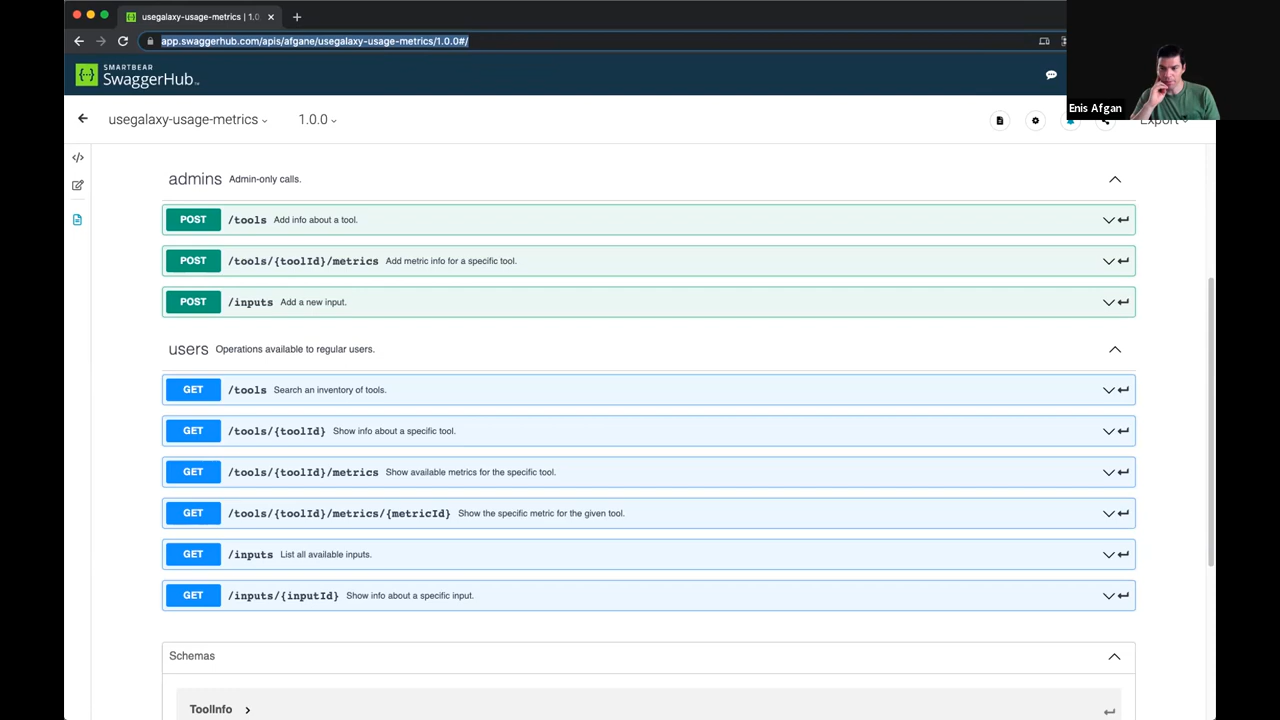 usegalaxy-usage-metrics | 1.0
app.swaggerhub.com/apis/afgane/usegalaxy-usage-metrics/1.0.0#/
SMARTBEAR
SwaggerHub
Enis Afgan
usegalaxy-usage-metrics
1.0.0
Export
admins Admin-only calls.
POST /tools Add info about a tool.
POST /tools/{toolId}/metrics Add metric info for a specific tool.
POST /inputs Add a new input.
users Operations available to regular users.
GET /tools Search an inventory of tools.
GET /tools/{toolId} Show info about a specific tool.
GET /tools/{toolId}/metrics Show available metrics for the specific tool.
GET /tools/{toolId}/metrics/{metricId} Show the specific metric for the given tool.
GET /inputs List all available inputs.
GET /inputs/{inputId} Show info about a specific input.
Schemas
ToolInfo